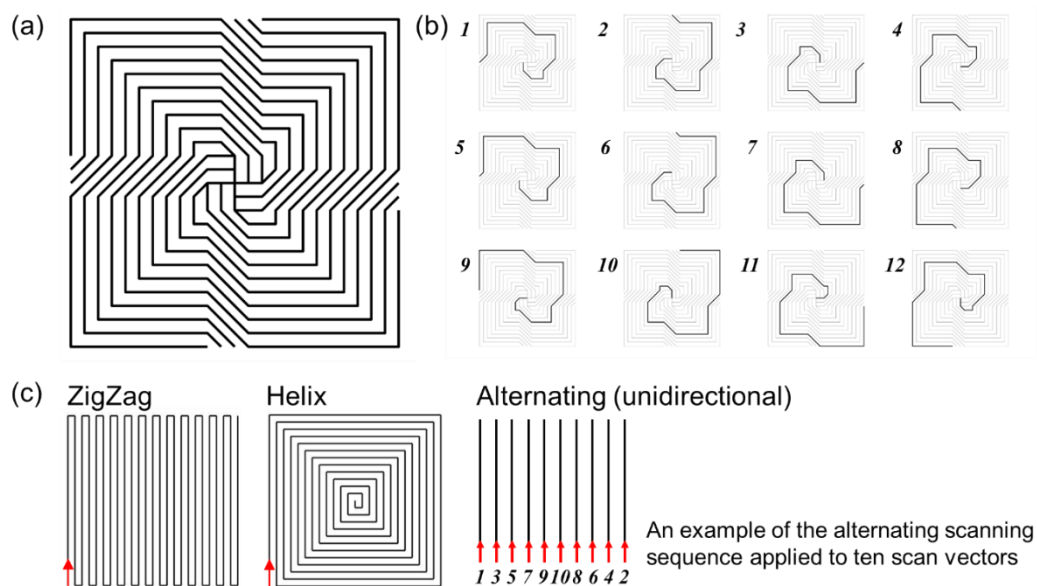 (a)
(b)
1 2 3 4
5 6 7 8
9 10 11 12
(c)
ZigZag
Helix
Alternating (unidirectional)
1 3 5 7 9 10 8 6 4 2
An example of the alternating scanning
sequence applied to ten scan vectors